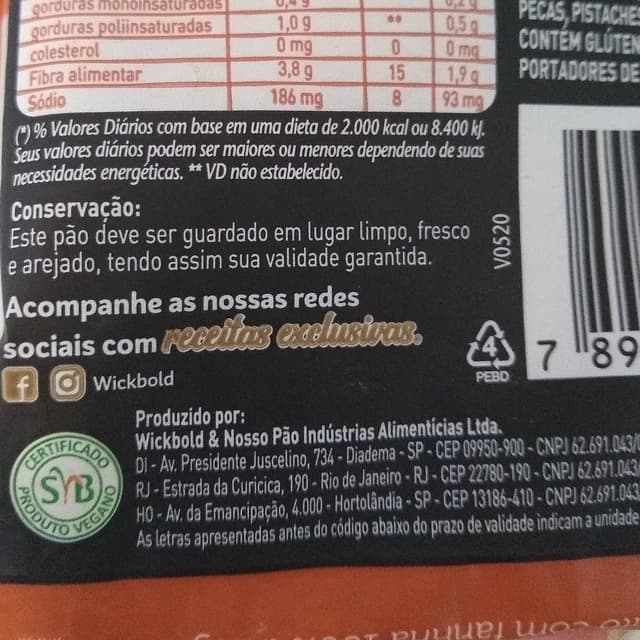 gorduras monoinsaturadas
gorduras poliinsaturadas 1,0 g ** 0,5 g
colesterol 0 mg 0 0 mg
Fibra alimentar 3,8 g 15 1,9 g
Sódio 186 mg 8 93 mg
PECAS, PISTACHE
CONTÉM GLÚTE
PORTADORES DE
(*) % Valores Diários com base em uma dieta de 2.000 kcal ou 8.400 kJ.
Seus valores diários podem ser maiores ou menores dependendo de suas
necessidades energéticas. ** VD não estabelecido.
Conservação:
Este pão deve ser guardado em lugar limpo, fresco
e arejado, tendo assim sua validade garantida.
V0520
Acompanhe as nossas redes
sociais com receitas exclusivas.
f Wickbold
4
PEBD
7 89
Produzido por:
Wickbold & Nosso Pão Indústrias Alimentícias Ltda.
DI - Av. Presidente Juscelino, 734 - Diadema - SP - CEP 09950-900 - CNPJ 62.691.043/
RJ - Estrada da Curicica, 190 - Rio de Janeiro - RJ - CEP 22780-190 - CNPJ 62.691.043
HO - Av. da Emancipação, 4.000 - Hortolândia - SP - CEP 13186-410 - CNPJ 62.691.043
As letras apresentadas antes do código abaixo do prazo de validade indicam a unidade
CERTIFICADO
SVB
PRODUTO VEGANO